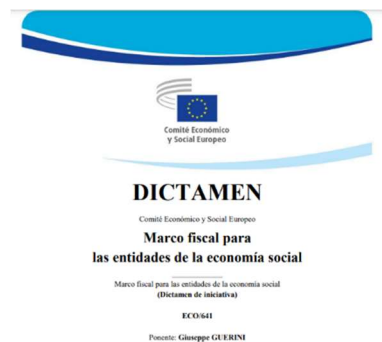 Comité Económico
y Social Europeo
DICTAMEN
Comité Económico y Social Europeo
Marco fiscal para
las entidades de la economía social
Marco fiscal para las entidades de la economía social
(Dictamen de iniciativa)
ECO/641
Ponente: Giuseppe GUERINI